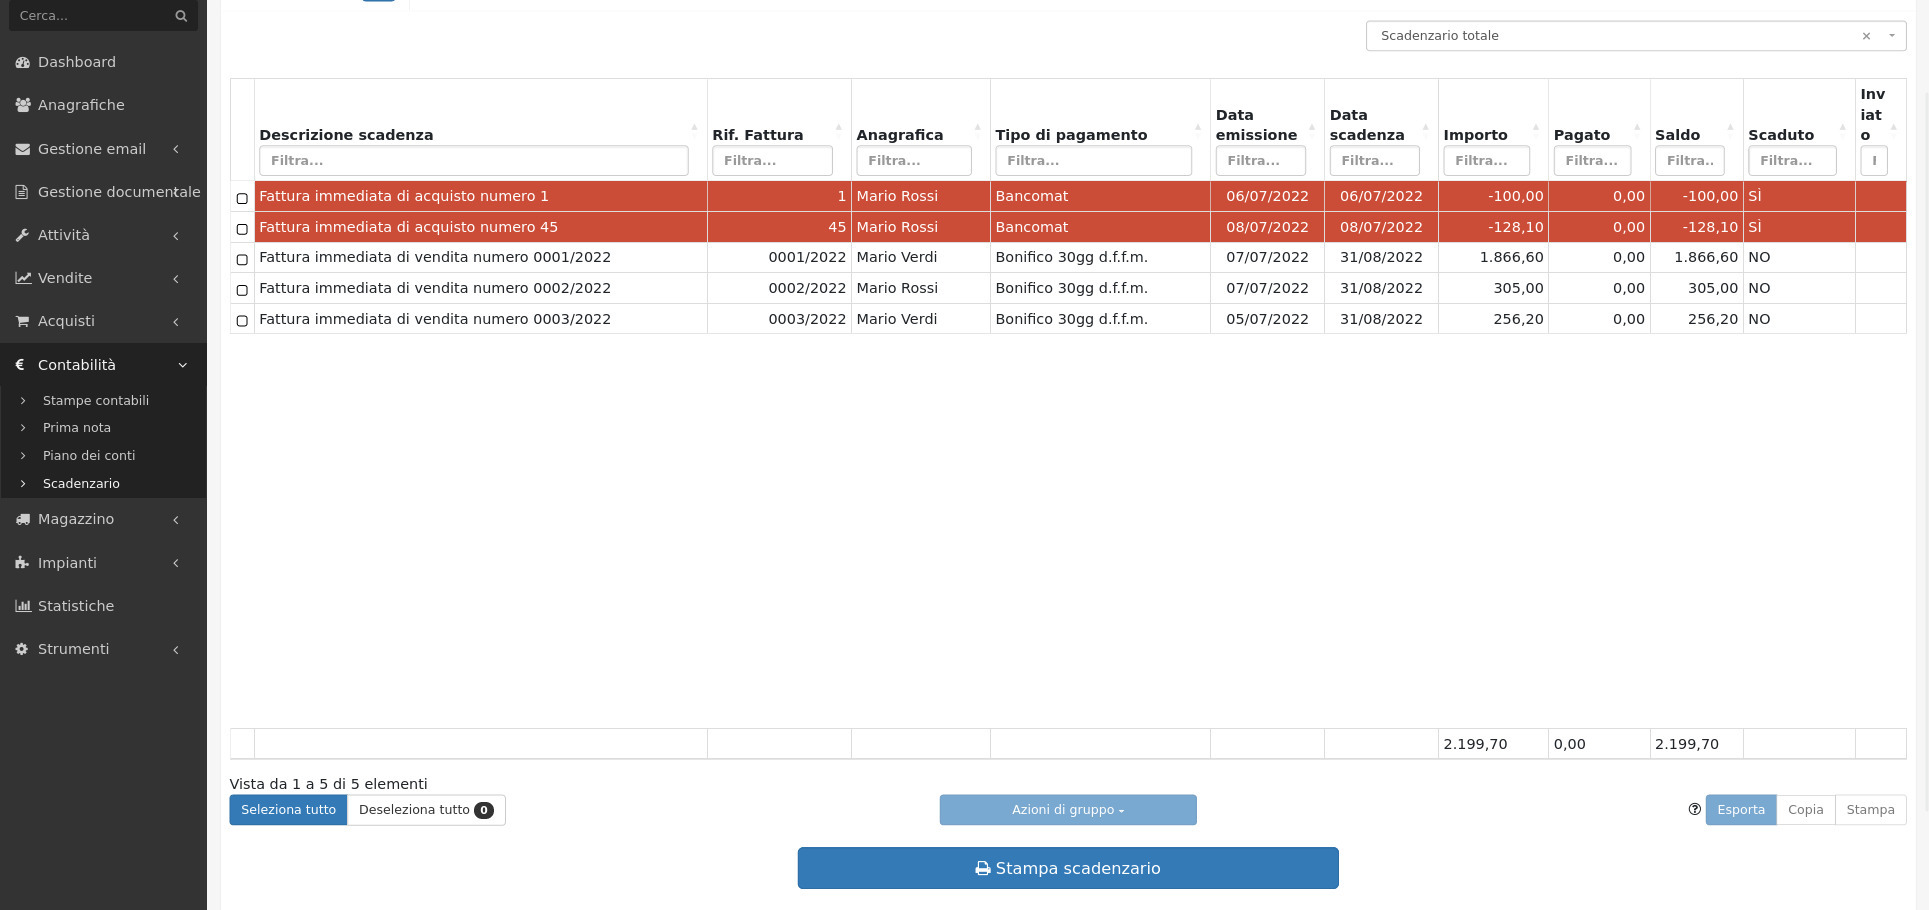 Cerca...
Dashboard
Anagrafiche
Gestione email
Gestione documentale
Attività
Vendite
Acquisti
€ Contabilità
Stampe contabili
Prima nota
Piano dei conti
Scadenzario
Magazzino
Impianti
Statistiche
Strumenti
Scadenzario totale × 
Descrizione scadenza Rif. Fattura Anagrafica Tipo di pagamento Data emissione Data scadenza Importo Pagato Saldo Scaduto Inviato
Filtra... Filtra... Filtra... Filtra... Filtra... Filtra... Filtra... Filtra... Filtra.. Filtra... I
Fattura immediata di acquisto numero 1 1 Mario Rossi Bancomat 06/07/2022 06/07/2022 -100,00 0,00 -100,00 SÌ
Fattura immediata di acquisto numero 45 45 Mario Rossi Bancomat 08/07/2022 08/07/2022 -128,10 0,00 -128,10 SÌ
Fattura immediata di vendita numero 0001/2022 0001/2022 Mario Verdi Bonifico 30gg d.f.f.m. 07/07/2022 31/08/2022 1.866,60 0,00 1.866,60 NO
Fattura immediata di vendita numero 0002/2022 0002/2022 Mario Rossi Bonifico 30gg d.f.f.m. 07/07/2022 31/08/2022 305,00 0,00 305,00 NO
Fattura immediata di vendita numero 0003/2022 0003/2022 Mario Verdi Bonifico 30gg d.f.f.m. 05/07/2022 31/08/2022 256,20 0,00 256,20 NO
2.199,70 0,00 2.199,70
Vista da 1 a 5 di 5 elementi
Seleziona tutto Deseleziona tutto 0 Azioni di gruppo Esporta Copia Stampa
Stampa scadenzario